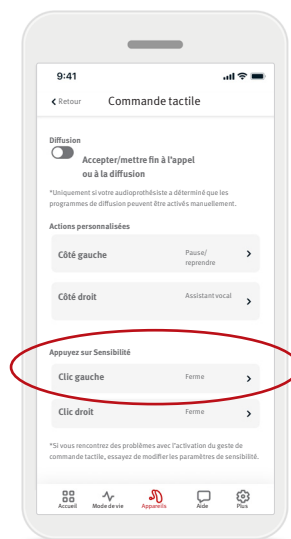 9:41
Retour Commande tactile
Diffusion
Accepter/mettre fin à l'appel
ou à la diffusion
*Uniquement si votre audioprothésiste a déterminé que les
programmes de diffusion peuvent être activés manuellement.
Actions personnalisées
Côté gauche Pause/
reprendre
Côté droit Assistant vocal
Appuyez sur Sensibilité
Clic gauche Ferme
Clic droit Ferme
*Si vous rencontrez des problèmes avec l'activation du geste de
commande tactile, essayez de modifier les paramètres de sensibilité.
Accueil Mode de vie Appareils Aide Plus